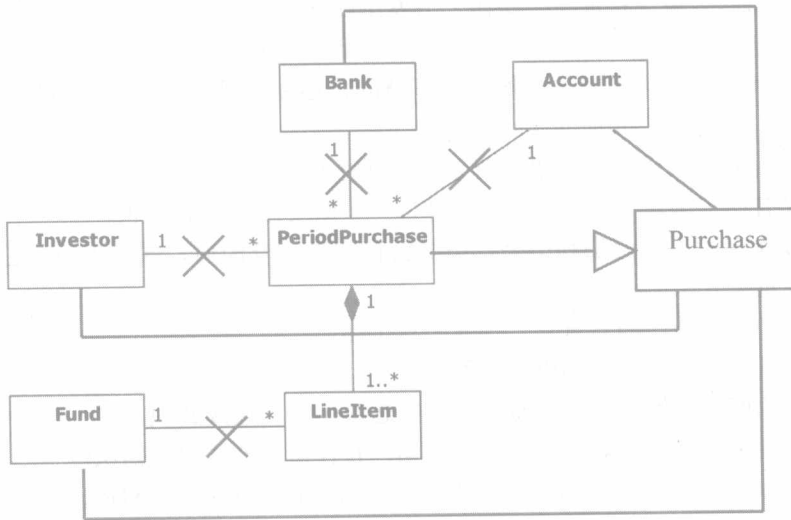 Bank
Account
1
1
*
*
Investor
1
*
PeriodPurchase
Purchase
1
1..*
Fund
1
*
LineItem